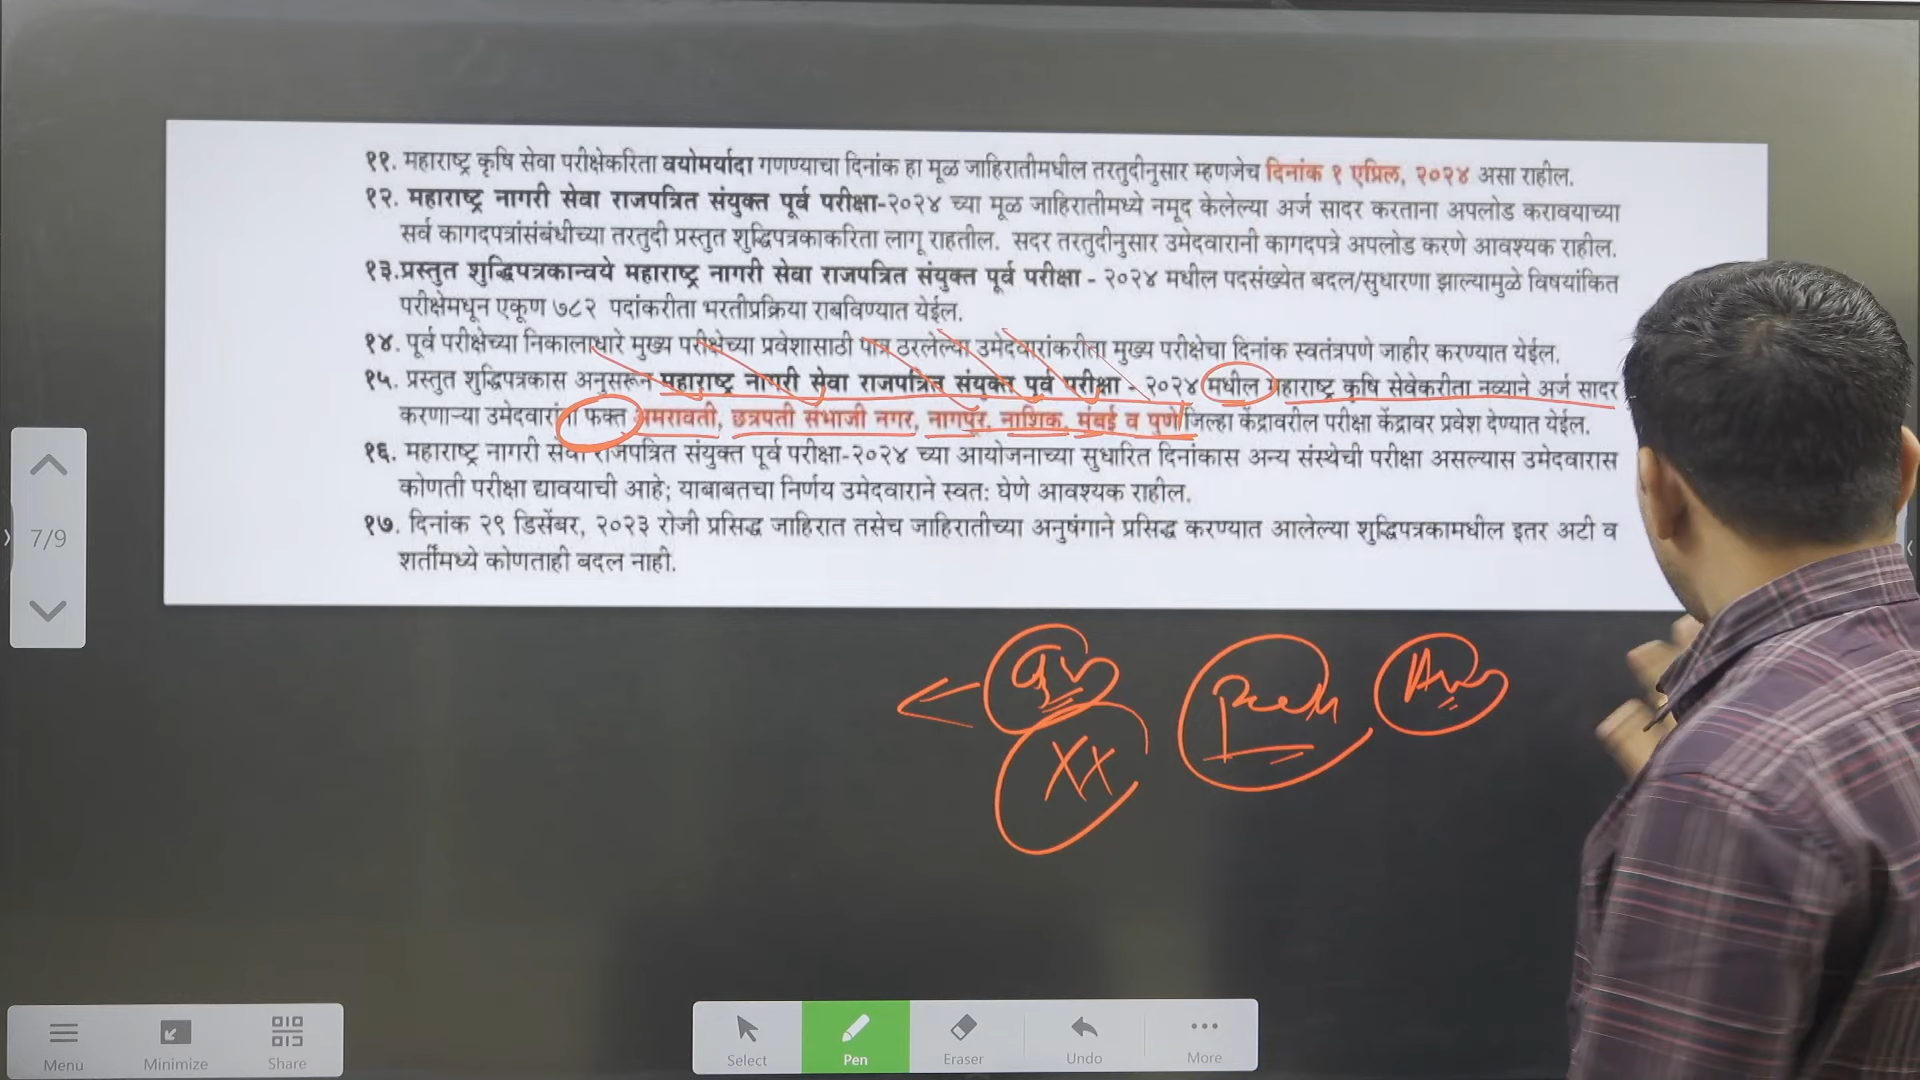 ११. महाराष्ट्र कृषि सेवा परीक्षेकरिता वयोमर्यादा गणण्याचा दिनांक हा मूळ जाहिरातीमधील तरतुदीनुसार म्हणजेच दिनांक १ एप्रिल, २०२४ असा राहील.
१२. महाराष्ट्र नागरी सेवा राजपत्रित संयुक्त पूर्व परीक्षा-२०२४ च्या मूळ जाहिरातीमध्ये नमूद केलेल्या अर्ज सादर करताना अपलोड करावयाच्या
सर्व कागदपत्रांसंबंधीच्या तरतुदी प्रस्तुत शुद्धिपत्रकाकरिता लागू राहतील. सदर तरतुदीनुसार उमेदवारानी कागदपत्रे अपलोड करणे आवश्यक राहील.
१३.प्रस्तुत शुद्धिपत्रकान्वये महाराष्ट्र नागरी सेवा राजपत्रित संयुक्त पूर्व परीक्षा - २०२४ मधील पदसंख्येत बदल/सुधारणा झाल्यामुळे विषयांकित
परीक्षेमधून एकूण ७८२ पदांकरीता भरतीप्रक्रिया राबविण्यात येईल.
१४. पूर्व परीक्षेच्या निकालाधारे मुख्य परीक्षेच्या प्रवेशासाठी पात्र ठरलेल्या उमेदवारांकरीता मुख्य परीक्षेचा दिनांक स्वतंत्रपणे जाहीर करण्यात येईल.
१५. प्रस्तुत शुद्धिपत्रकास अनुसरून महाराष्ट्र नागरी सेवा राजपत्रित संयुक्त पूर्व परीक्षा - २०२४ मधील महाराष्ट्र कृषि सेवेकरीता नव्याने अर्ज सादर
करणाऱ्या उमेदवारांना फक्त अमरावती, छत्रपती संभाजी नगर, नागपूर, नाशिक, मुंबई व पुणे जिल्हा केंद्रावरील परीक्षा केंद्रावर प्रवेश देण्यात येईल.
१६. महाराष्ट्र नागरी सेवा राजपत्रित संयुक्त पूर्व परीक्षा-२०२४ च्या आयोजनाच्या सुधारित दिनांकास अन्य संस्थेची परीक्षा असल्यास उमेदवारास
कोणती परीक्षा द्यावयाची आहे; याबाबतचा निर्णय उमेदवाराने स्वत: घेणे आवश्यक राहील.
१७. दिनांक २९ डिसेंबर, २०२३ रोजी प्रसिद्ध जाहिरात तसेच जाहिरातीच्या अनुषंगाने प्रसिद्ध करण्यात आलेल्या शुद्धिपत्रकामधील इतर अटी व
शर्तींमध्ये कोणताही बदल नाही.
7/9
XX
Menu Minimize Share Select Pen Eraser Undo More